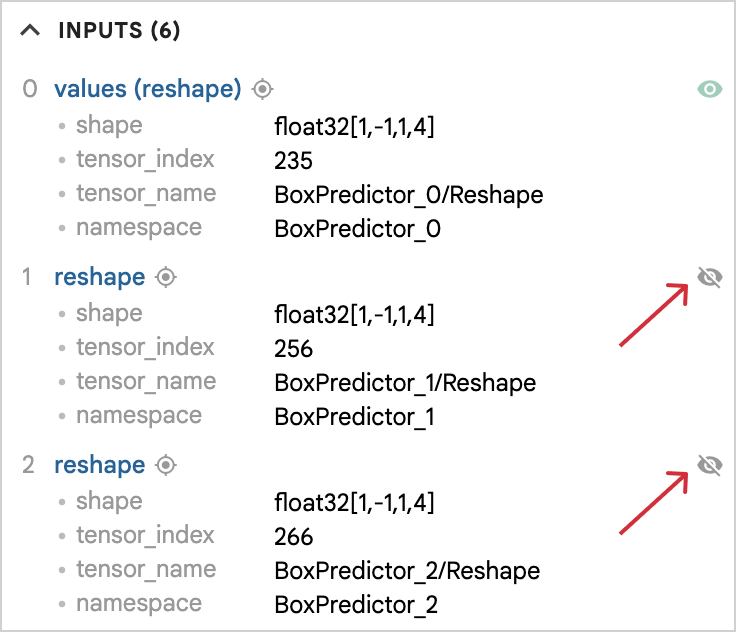 INPUTS (6)
0 values (reshape)
• shape float32[1,-1,1,4]
• tensor_index 235
• tensor_name BoxPredictor_0/Reshape
• namespace BoxPredictor_0
1 reshape
• shape float32[1,-1,1,4]
• tensor_index 256
• tensor_name BoxPredictor_1/Reshape
• namespace BoxPredictor_1
2 reshape
• shape float32[1,-1,1,4]
• tensor_index 266
• tensor_name BoxPredictor_2/Reshape
• namespace BoxPredictor_2